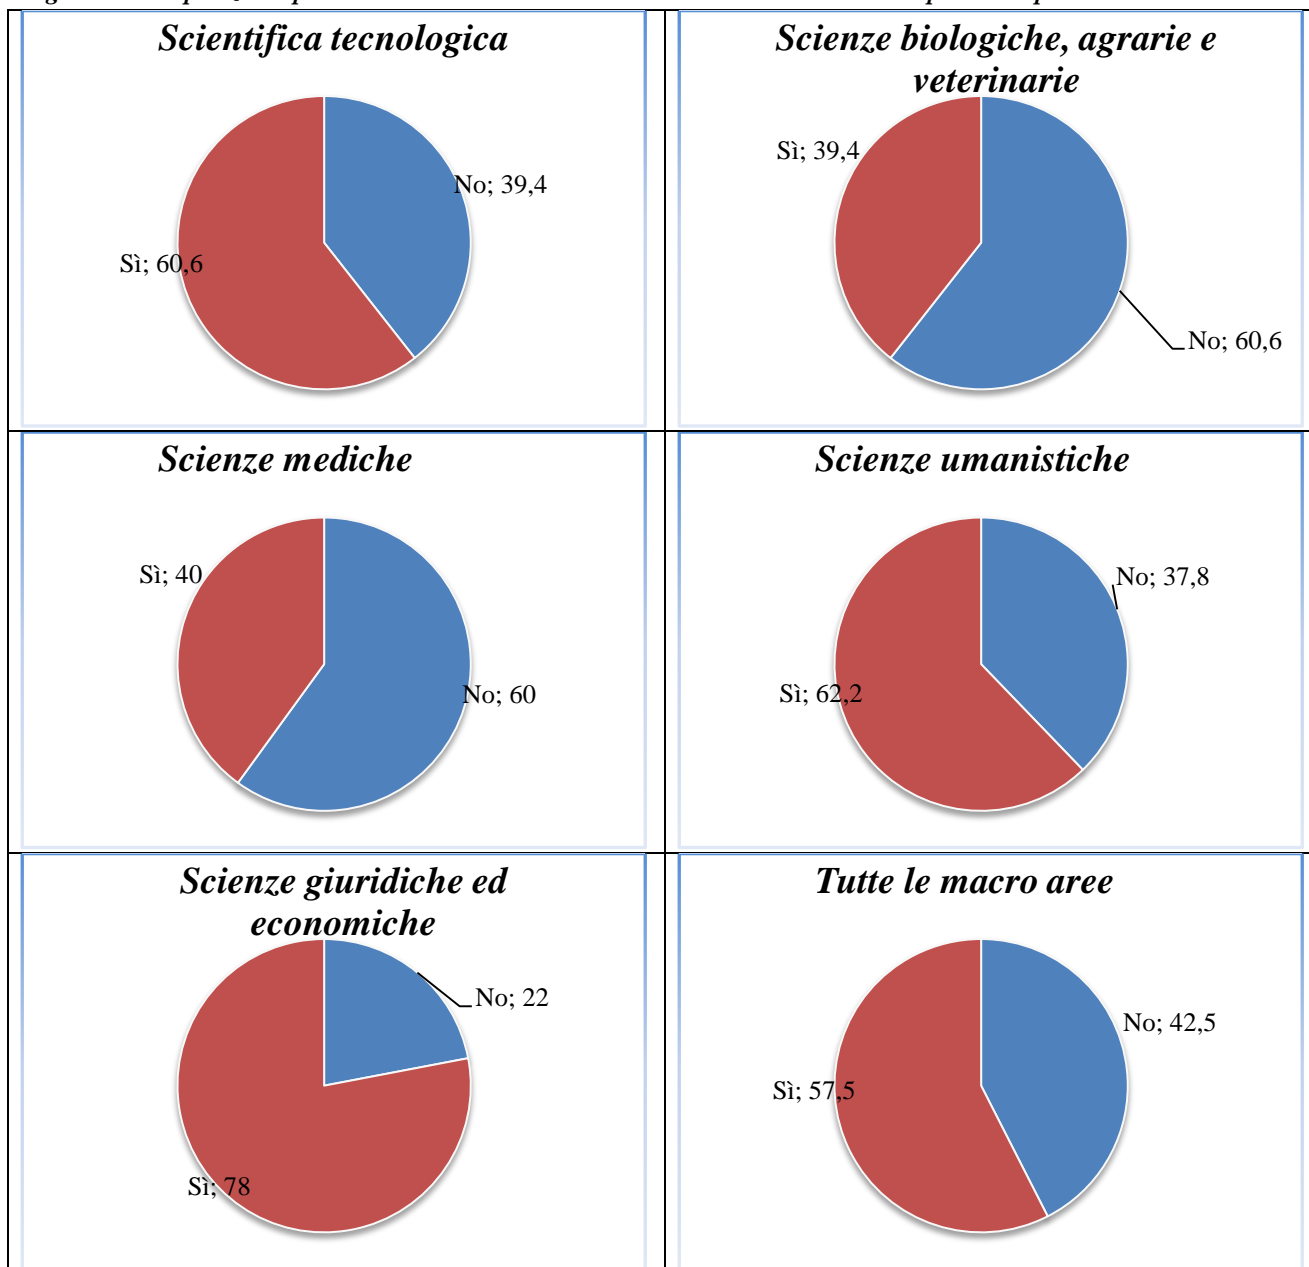 Scientifica tecnologica
No; 39,4
Sì; 60,6
Scienze biologiche, agrarie e
veterinarie
Sì; 39,4
No; 60,6
Scienze mediche
Sì; 40
No; 60
Scienze umanistiche
No; 37,8
Sì; 62,2
Scienze giuridiche ed
economiche
No; 22
Sì; 78
Tutte le macro aree
No; 42,5
Sì; 57,5